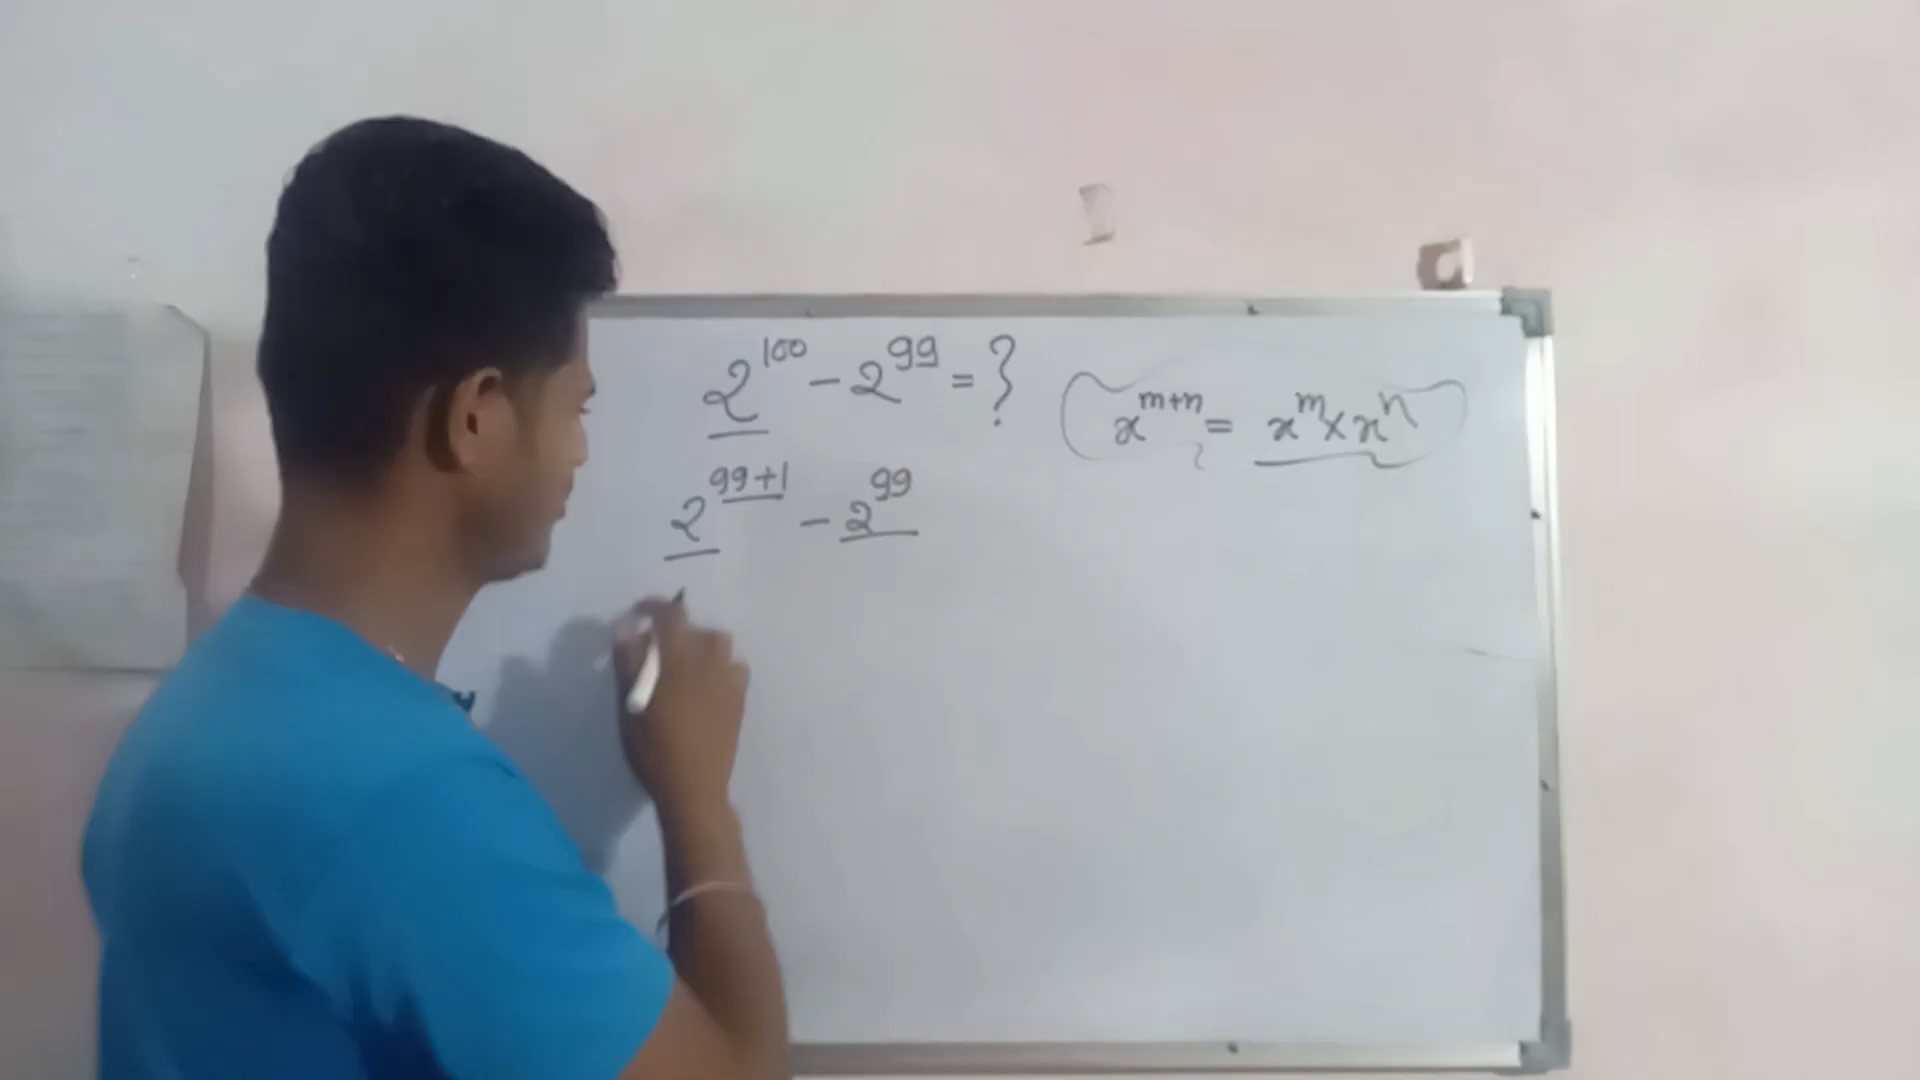 2^100 - 2^99 = ?
x^m+n = x^m × x^n
2^99+1 - 2^99